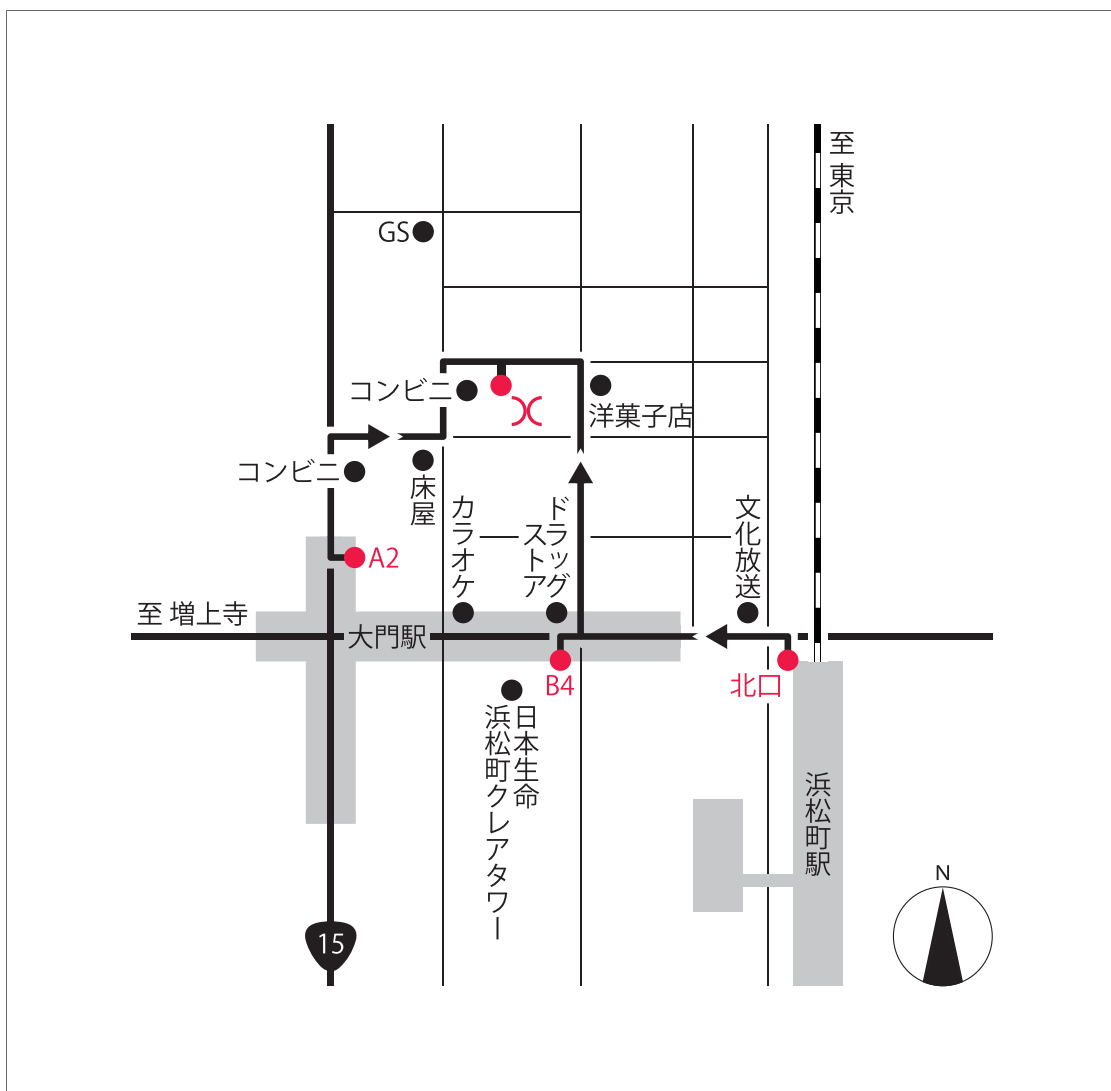 至 東京
GS
コンビニ
洋菓子店
コンビニ
床屋
カラオケ
ドラッグ
ストア
文化放送
A2
至 増上寺
大門駅
B4
北口
日本生命
浜松町クレアタワー
浜松町駅
N
15